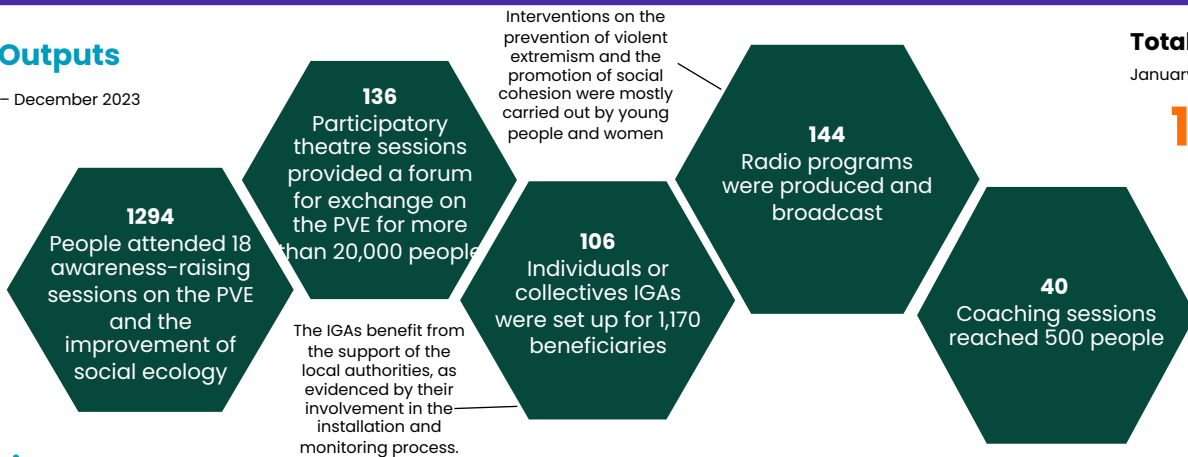 Outputs
– December 2023
1294
People attended 18
awareness-raising
sessions on the PVE
and the
improvement of
social ecology
136
Participatory
theatre sessions
provided a forum
for exchange on
the PVE for more
than 20,000 people
The IGAs benefit from
the support of the
local authorities, as
evidenced by their
involvement in the
installation and
monitoring process.
Interventions on the
prevention of violent
extremism and the
promotion of social
cohesion were mostly
carried out by young
people and women
106
Individuals or
collectives IGAs
were set up for 1,170
beneficiaries
144
Radio programs
were produced and
broadcast
40
Coaching sessions
reached 500 people
Total
January
1